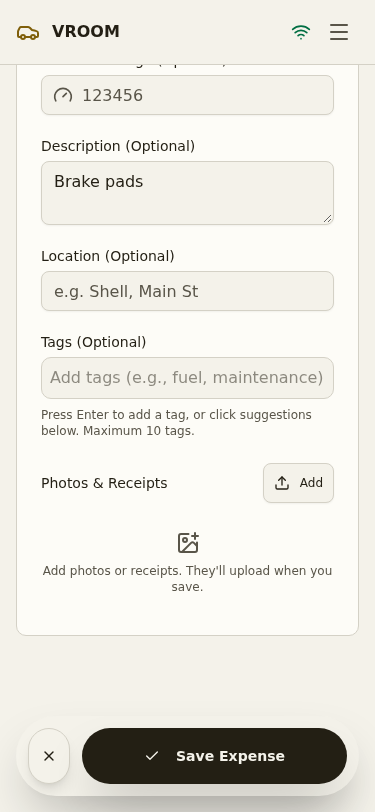 VROOM
123456
Description (Optional)
Brake pads
Location (Optional)
e.g. Shell, Main St
Tags (Optional)
Add tags (e.g., fuel, maintenance)
Press Enter to add a tag, or click suggestions
below. Maximum 10 tags.
Photos & Receipts
Add
Add photos or receipts. They'll upload when you
save.
Save Expense